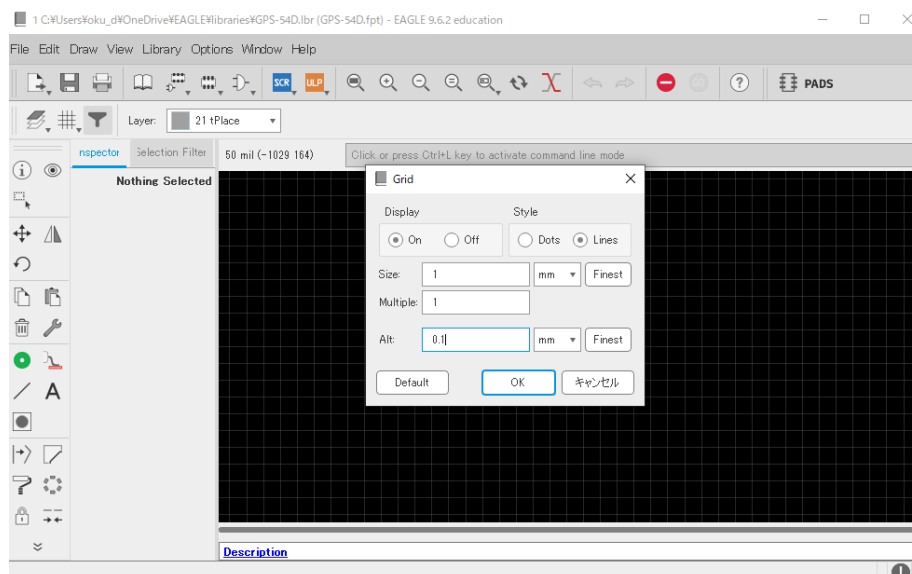 1 C:¥Users¥oku_d¥OneDrive¥EAGLE¥libraries¥GPS-54D.lbr (GPS-54D.fpt) - EAGLE 9.6.2 education
File Edit Draw View Library Options Window Help
SCR ULP ? PADS
Layer: 21 tPlace
nspector Selection Filter 50 mil (-1029 164) Click or press Ctrl+L key to activate command line mode
Nothing Selected
Grid
Display Style
On Off Dots Lines
Size: 1 mm Finest
Multiple: 1
Alt: 0.1 mm Finest
Default OK キャンセル
Description